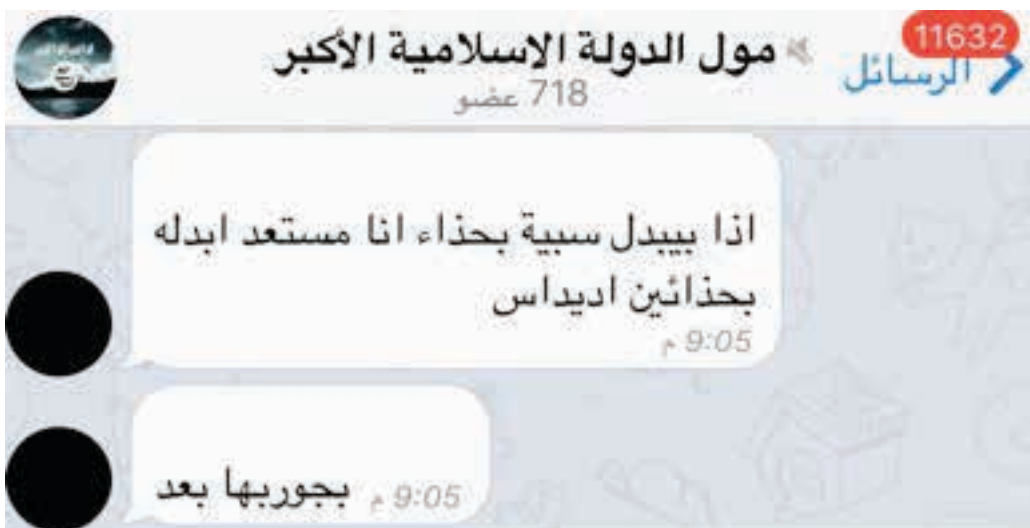 11632
الرسائل
مول الدولة الإسلامية الأكبر
718 عضو
اذا بيبدل سبية بحذاء انا مستعد ابدله
بحذائين اديداس
9:05 م
بجوربها بعد
9:05 م